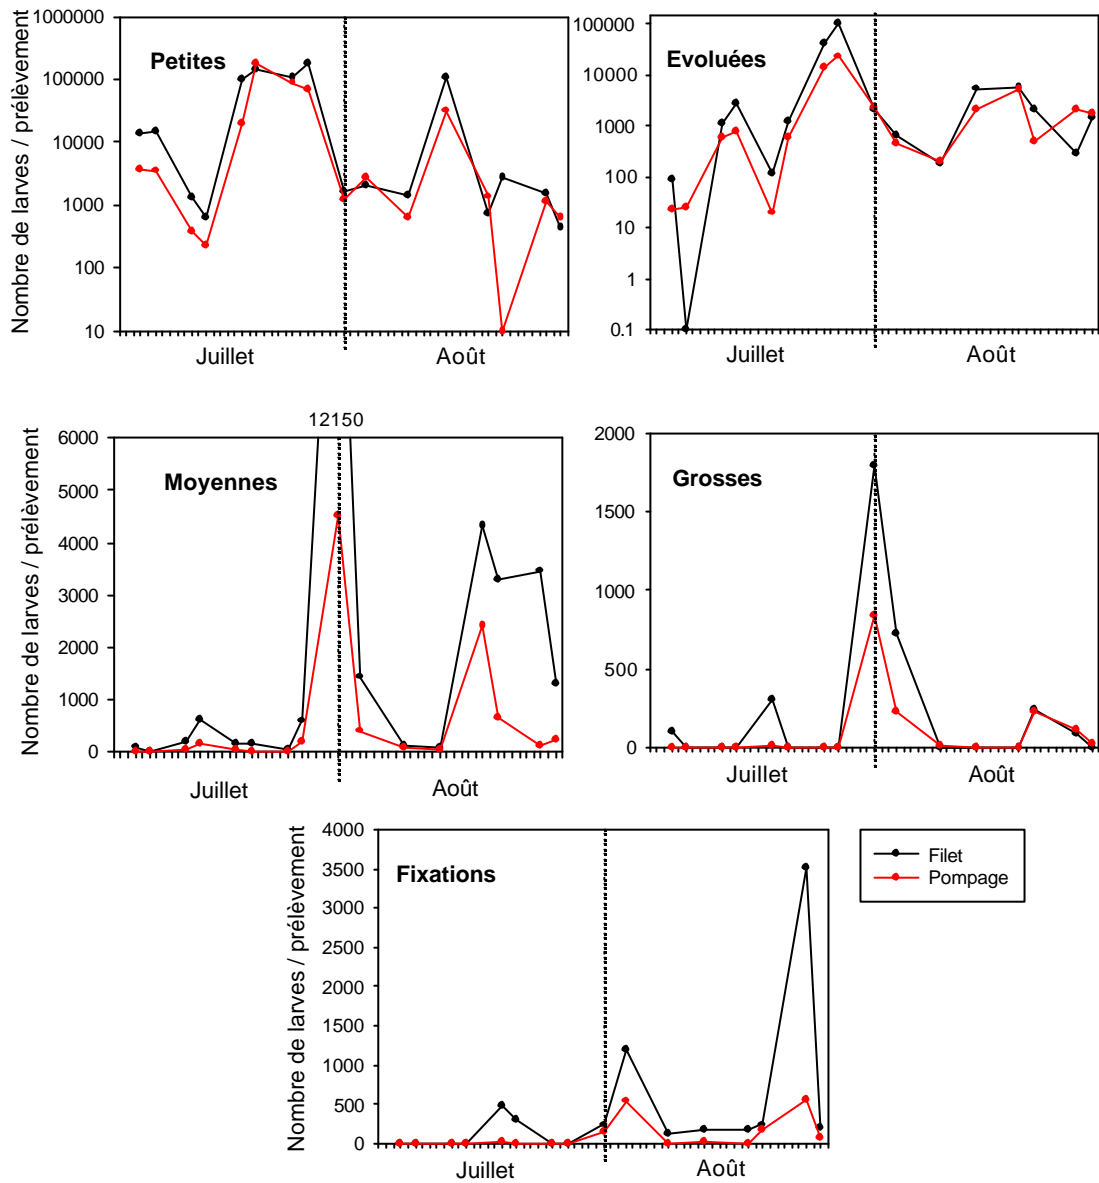 Nombre de larves / prélèvement
1000000
100000
10000
1000
100
10
Petites
Juillet
Août
100000
10000
1000
100
10
1
0.1
Evoluées
Juillet
Août
Nombre de larves / prélèvement
12150
6000
5000
4000
3000
2000
1000
0
Moyennes
Juillet
Août
2000
1500
1000
500
0
Grosses
Juillet
Août
Nombre de larves / prélèvement
4000
3500
3000
2500
2000
1500
1000
500
0
Fixations
Juillet
Août
Filet
Pompage